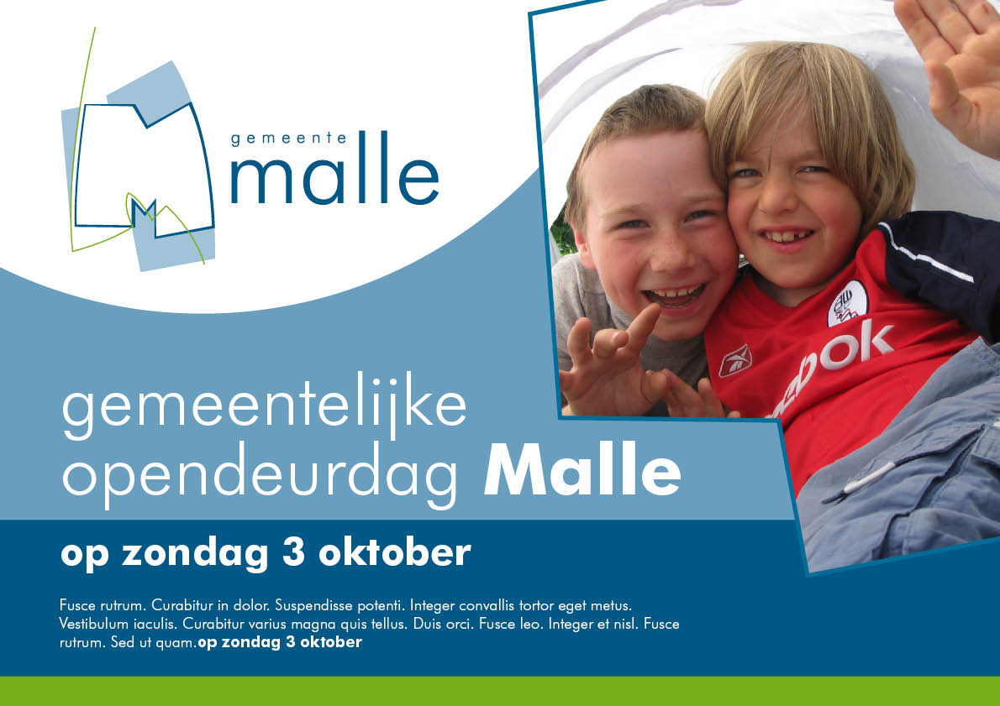 gemeente
malle
gemeentelijke
opendeurdag Malle
op zondag 3 oktober
Fusce rutrum. Curabitur in dolor. Suspendisse potenti. Integer convallis tortor eget metus.
Vestibulum iaculis. Curabitur varius magna quis tellus. Duis orci. Fusce leo. Integer et nisl. Fusce
rutrum. Sed ut quam.op zondag 3 oktober